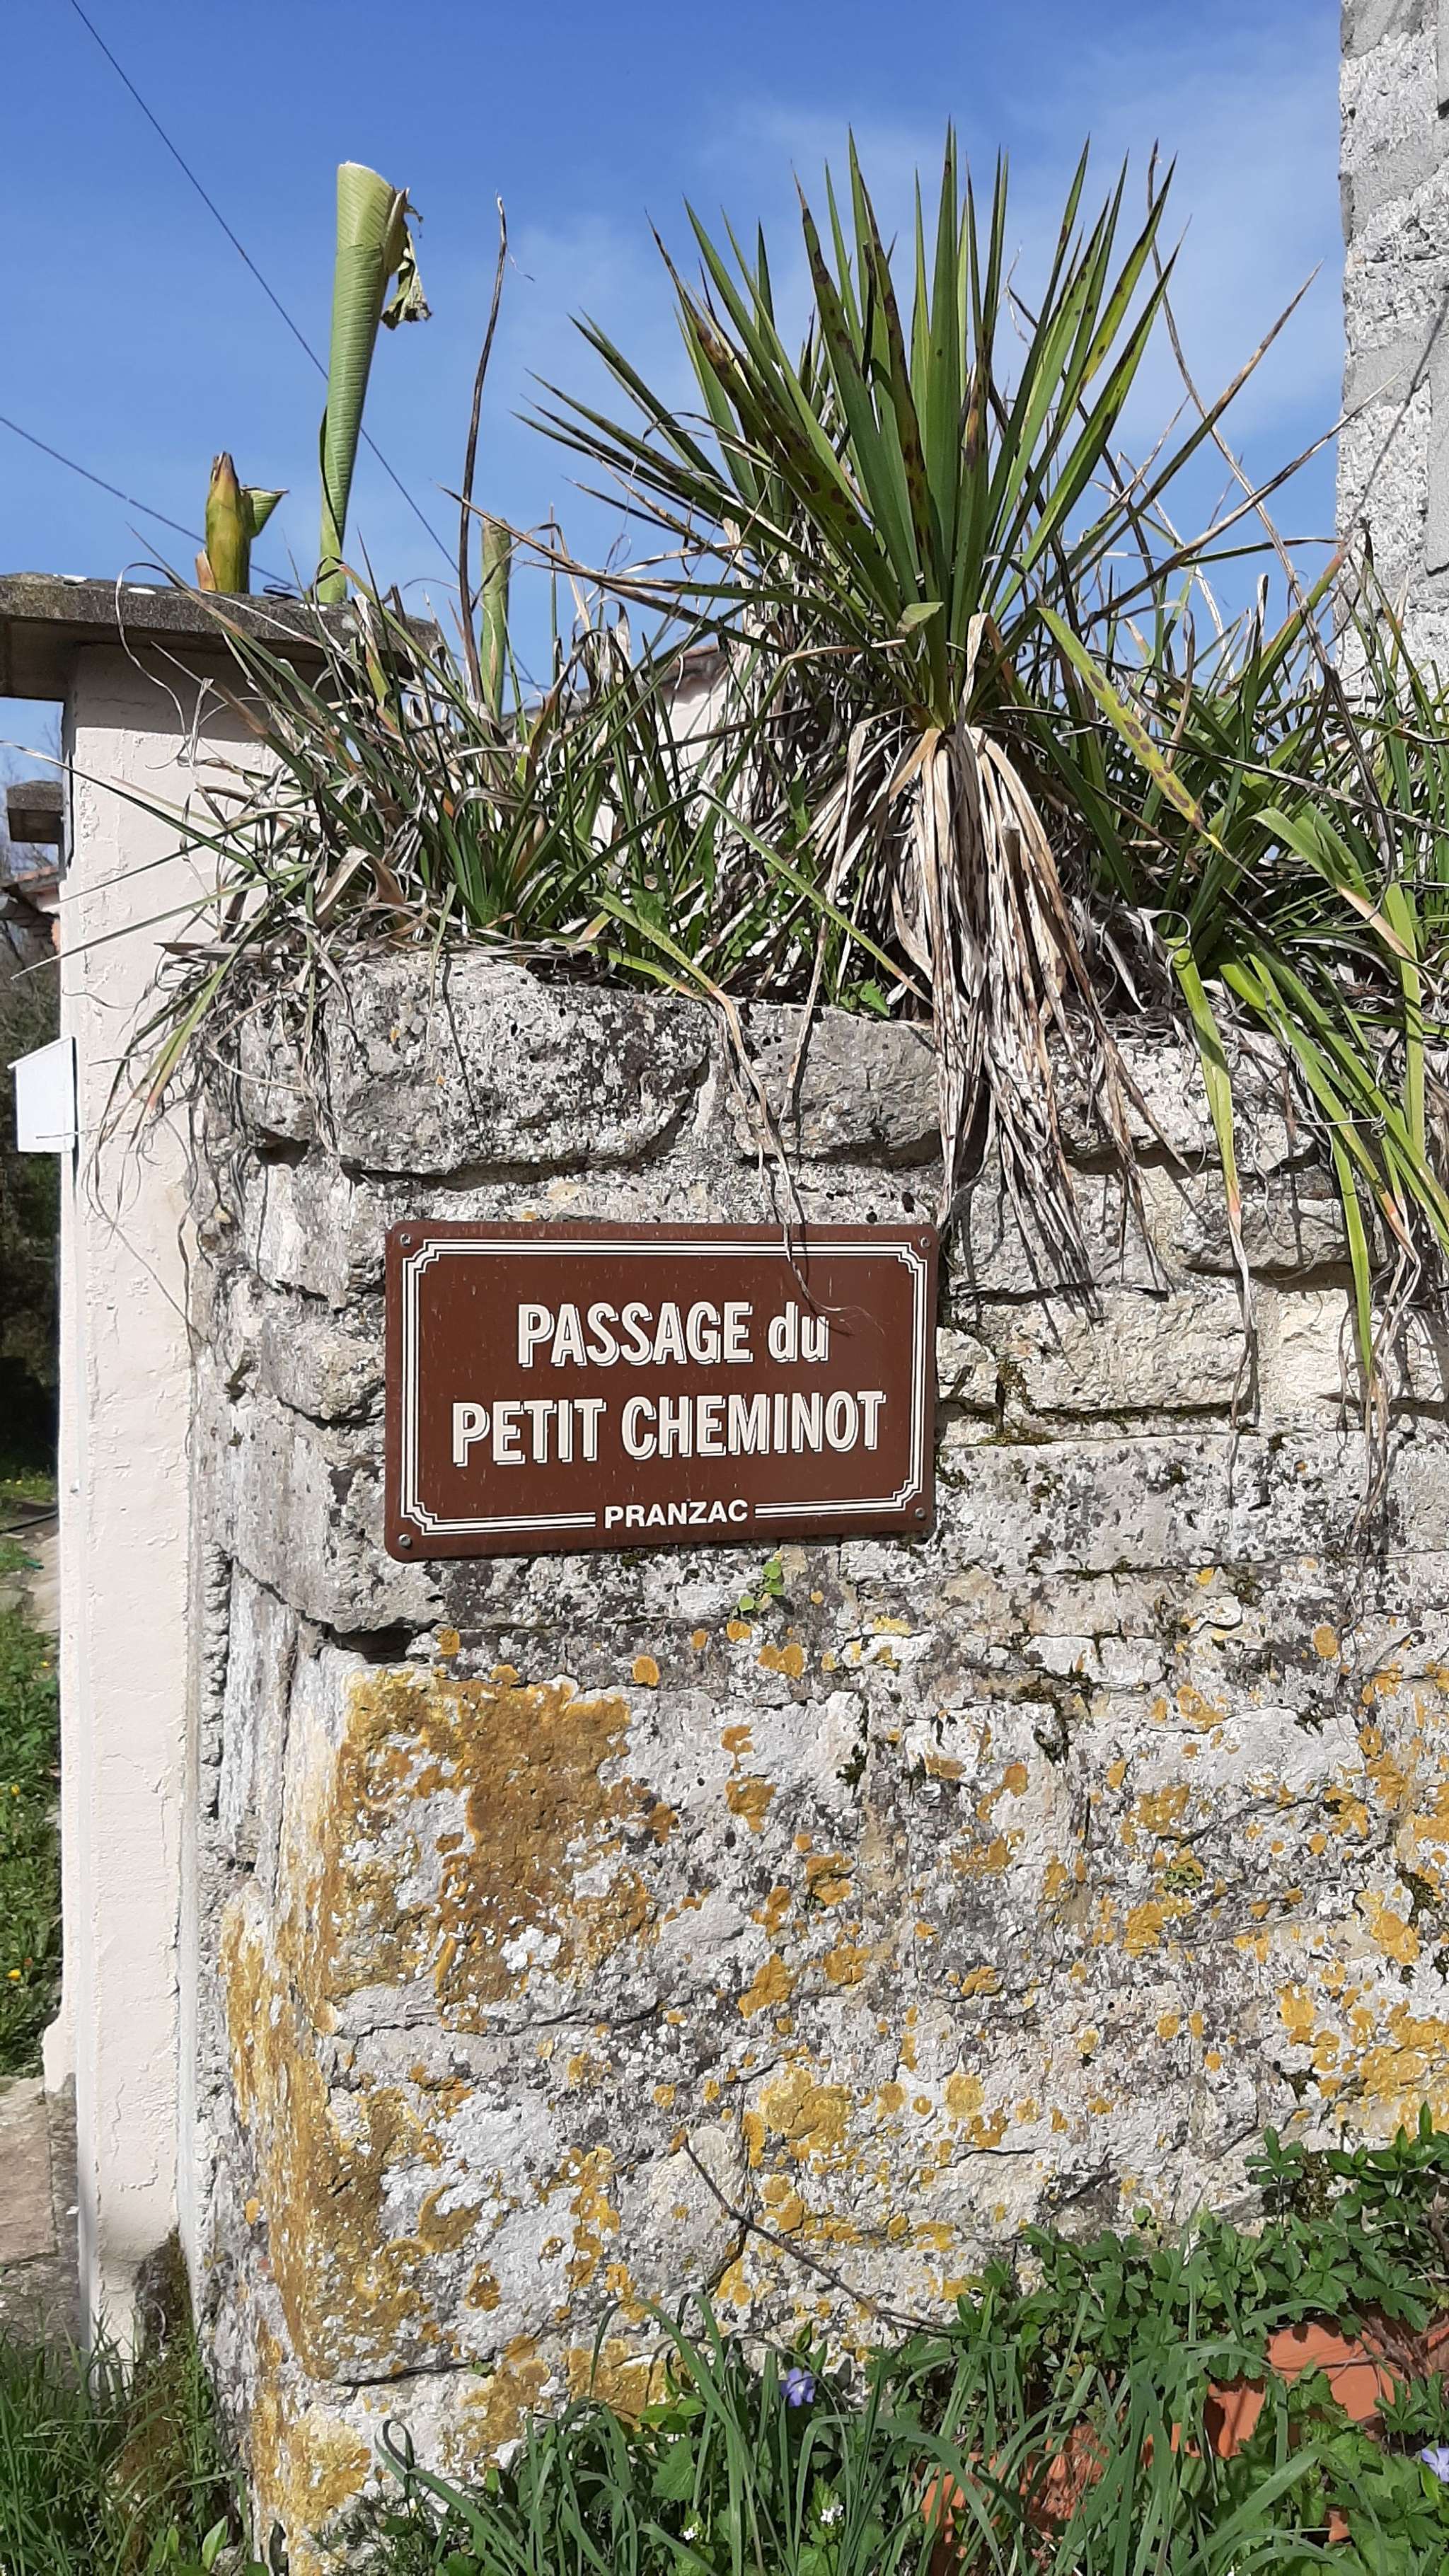 PASSAGE du
PETIT CHEMINOT
PRANZAC